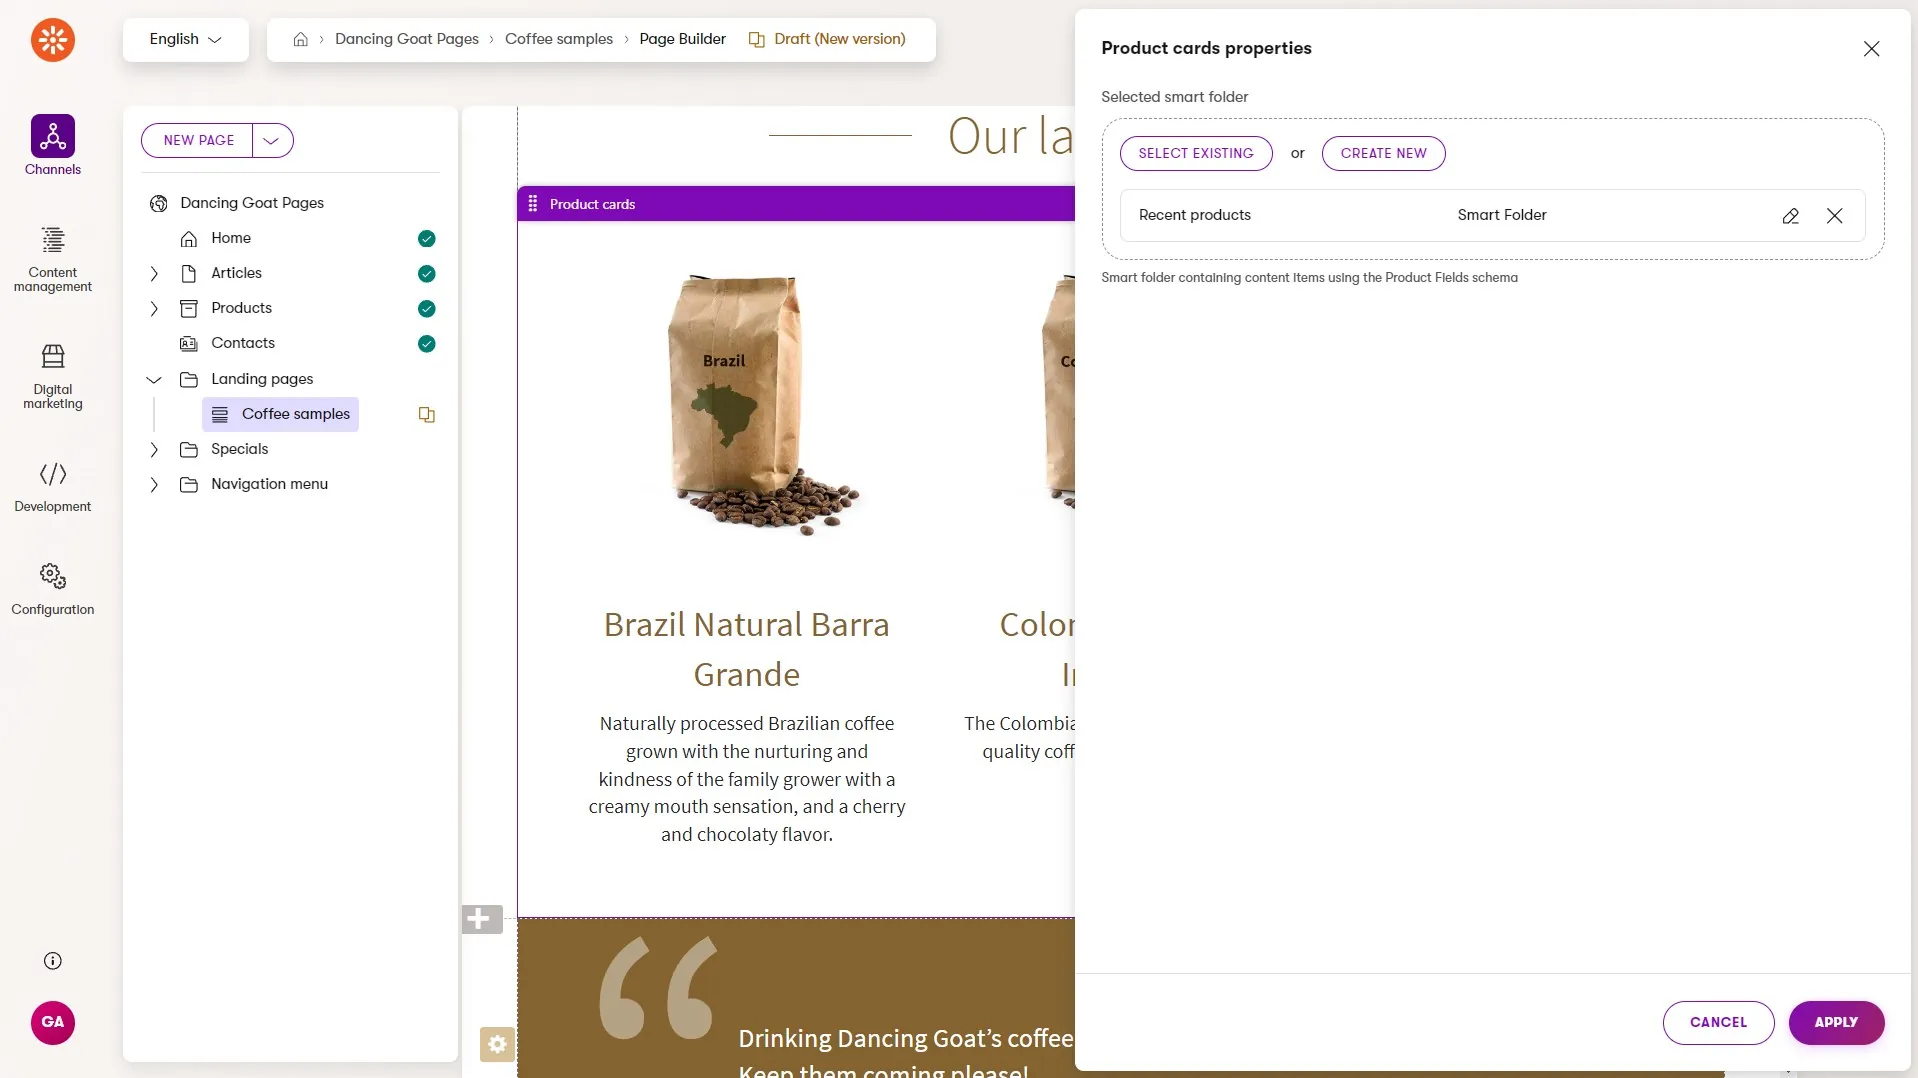 English
Dancing Goat Pages
Coffee samples
Page Builder
Draft (New version)
Channels
Content
management
Digital
marketing
Development
Configuration
GA
NEW PAGE
Dancing Goat Pages
Home
Articles
Products
Contacts
Landing pages
Coffee samples
Specials
Navigation menu
Our la
Product cards
Brazil
Co
Brazil Natural Barra
Grande
Naturally processed Brazilian coffee
grown with the nurturing and
kindness of the family grower with a
creamy mouth sensation, and a cherry
and chocolaty flavor.
Color
In
The Colombia
quality coff
Drinking Dancing Goat’s coffee
Keep them coming please!
Product cards properties
Selected smart folder
SELECT EXISTING
or
CREATE NEW
Recent products
Smart Folder
Smart folder containing content items using the Product Fields schema
CANCEL
APPLY